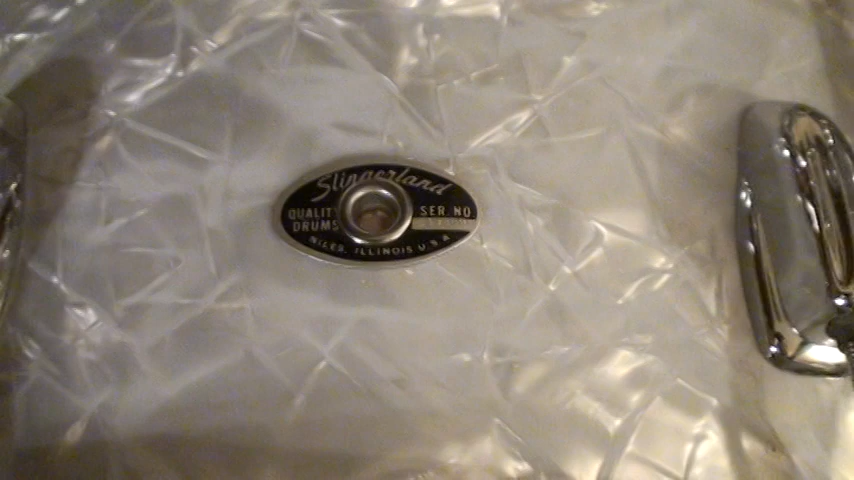 Slingerland
QUALITY SER. NO
DRUMS
NILES, ILLINOIS U.S.A